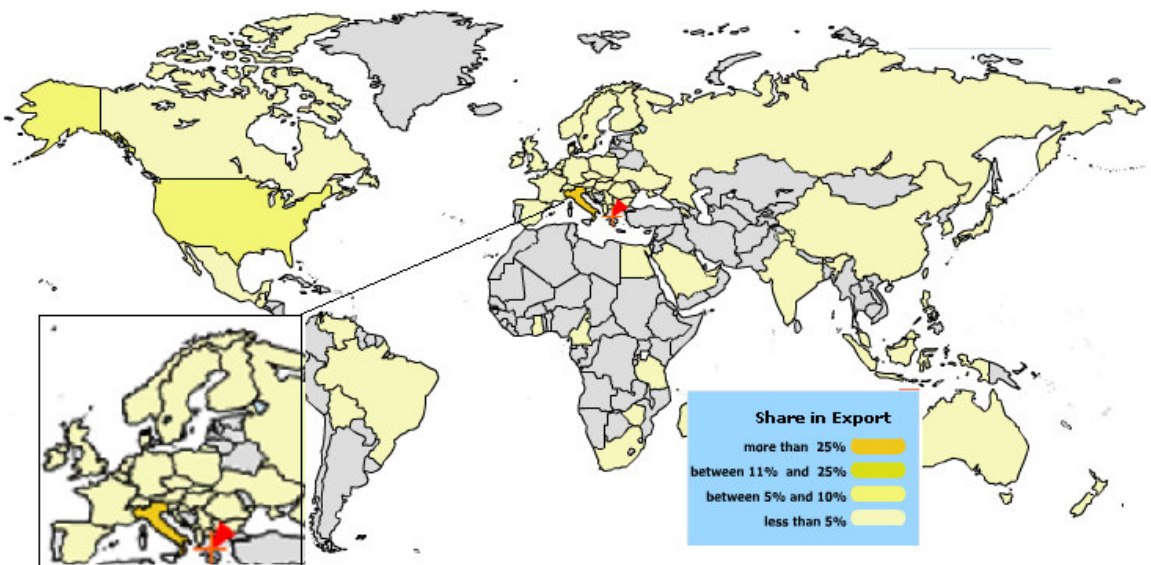 Share in Export
more than 25%
between 11% and 25%
between 5% and 10%
less than 5%